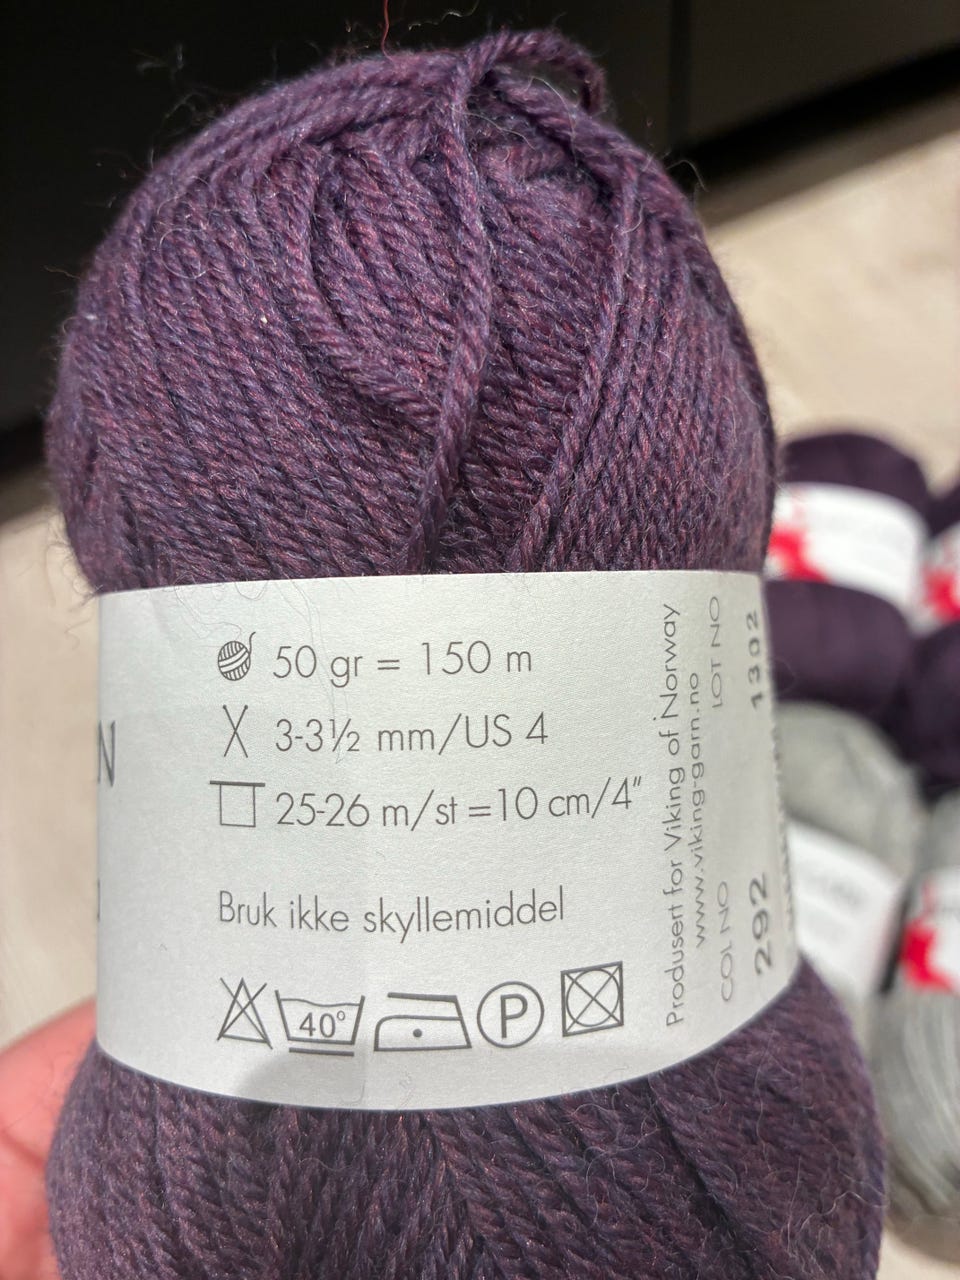 50 gr = 150 m
3-3½ mm/US 4
25-26 m/st =10 cm/4"
Bruk ikke skyllemiddel
40°
P
Produsert for Viking of Norway
www.viking-garn.no
COL NO
292
LOT NO
1302